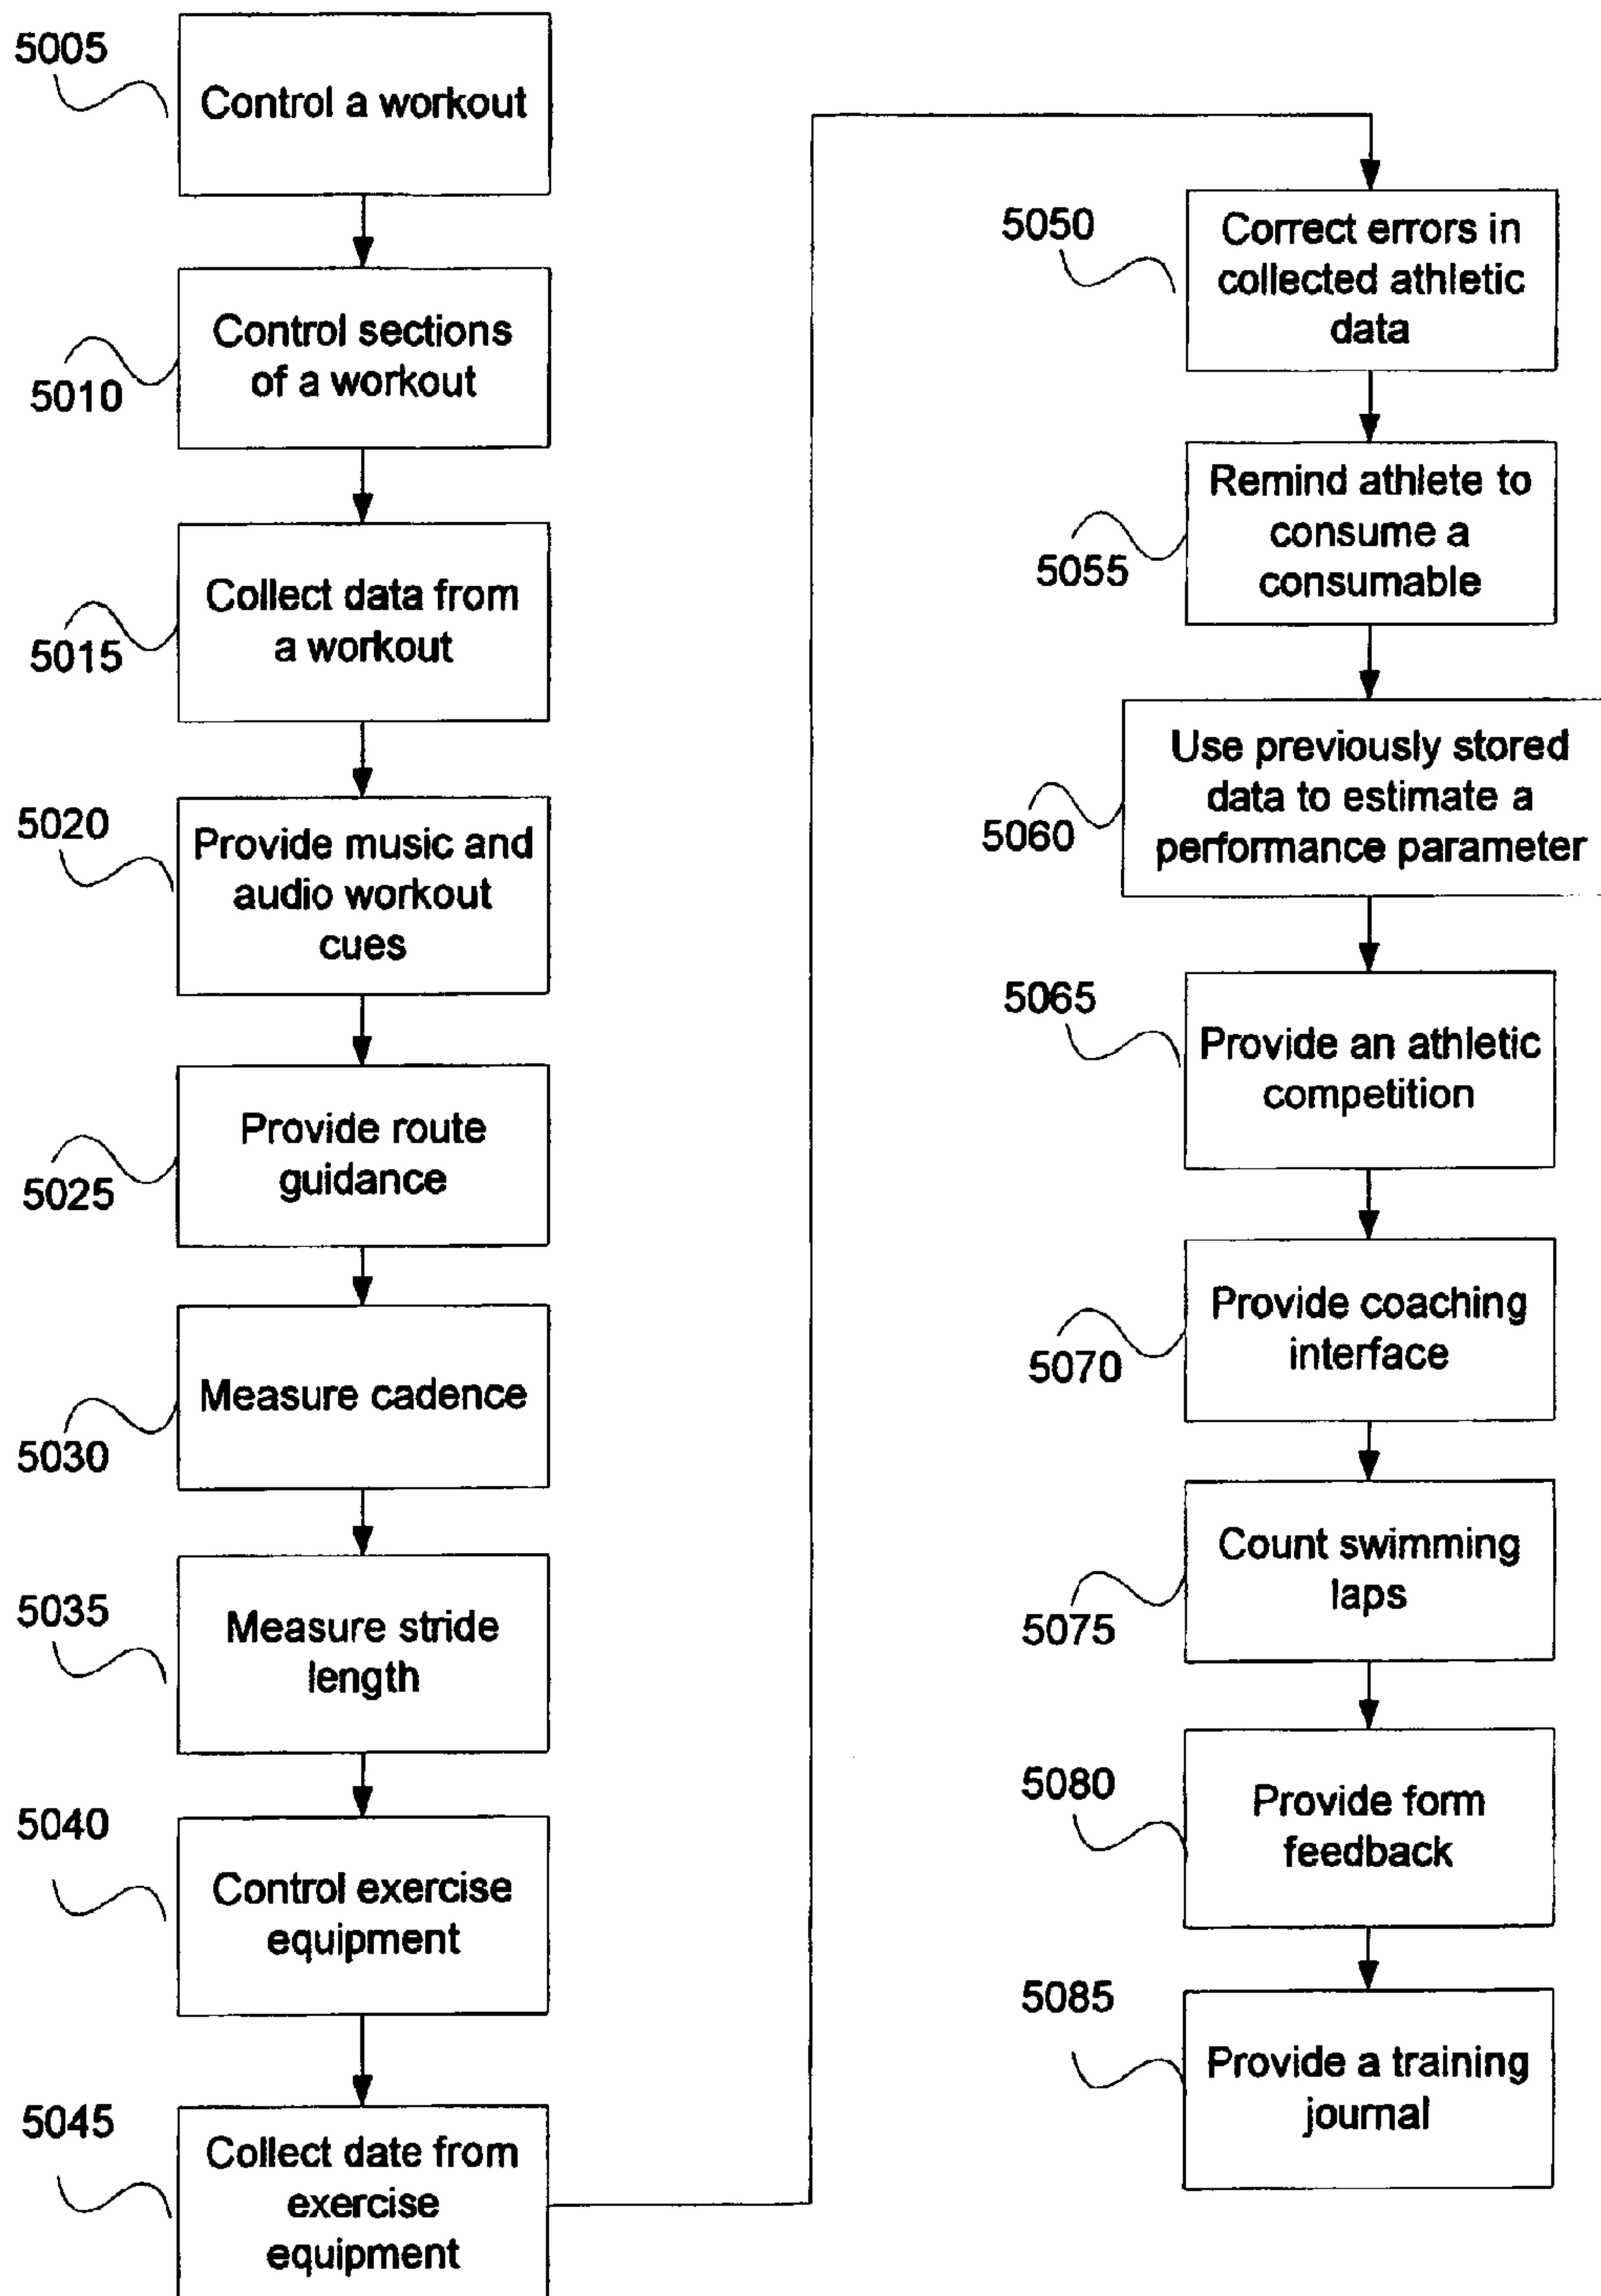 5005
Control a workout
5010
Control sections
of a workout
5015
Collect data from
a workout
5020
Provide music and
audio workout
cues
5025
Provide route
guidance
5030
Measure cadence
5035
Measure stride
length
5040
Control exercise
equipment
5045
Collect date from
exercise
equipment
5050
Correct errors in
collected athletic
data
5055
Remind athlete to
consume a
consumable
5060
Use previously stored
data to estimate a
performance parameter
5065
Provide an athletic
competition
5070
Provide coaching
interface
5075
Count swimming
laps
5080
Provide form
feedback
5085
Provide a training
journal